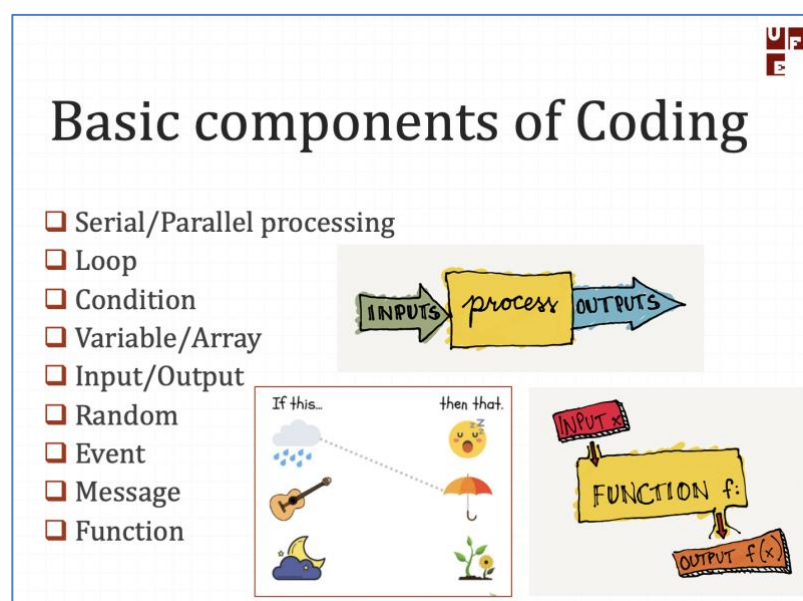 U F
E
Basic components of Coding
Serial/Parallel processing
Loop
Condition
Variable/Array
Input/Output
Random
Event
Message
Function
INPUTS process OUTPUTS
If this... then that.
z z z
INPUT x
FUNCTION f:
OUTPUT f(x)